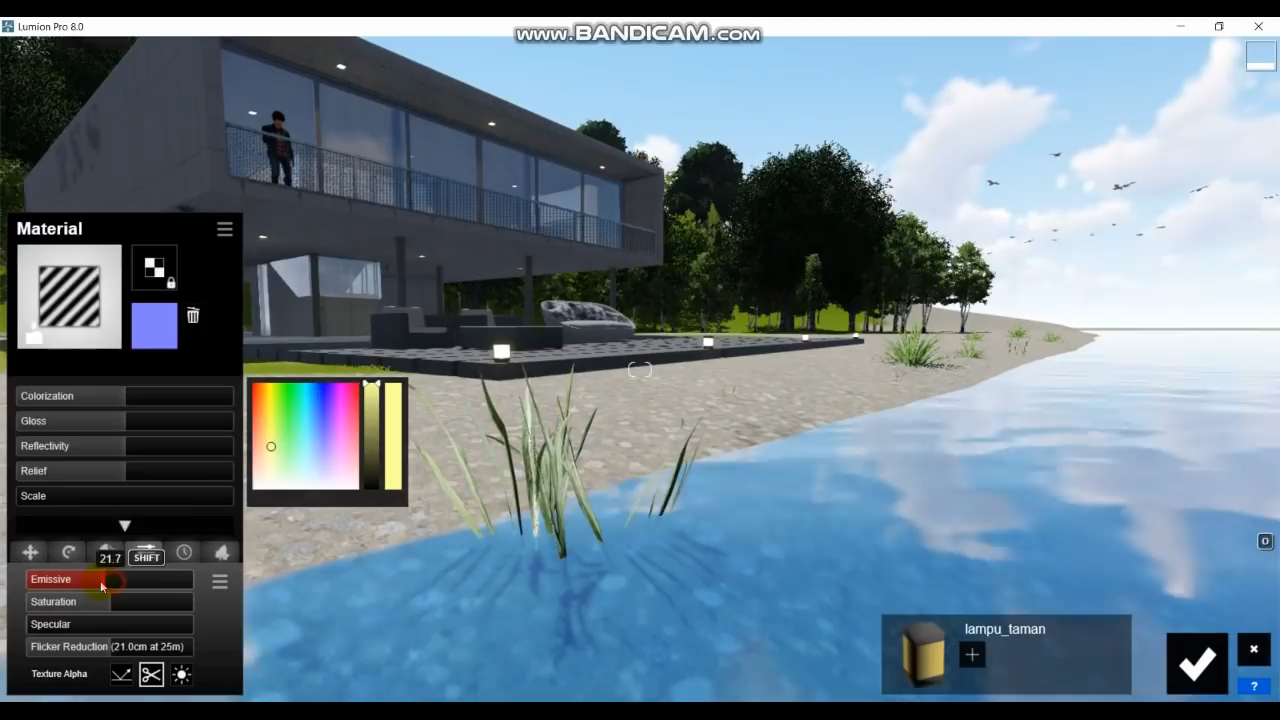 Lumion Pro 8.0
www.BANDICAM.com
Material
Colorization
Gloss
Reflectivity
Relief
Scale
21.7
SHIFT
Emissive
Saturation
Specular
Flicker Reduction (21.0cm at 25m)
Texture Alpha
lampu_taman
O
?